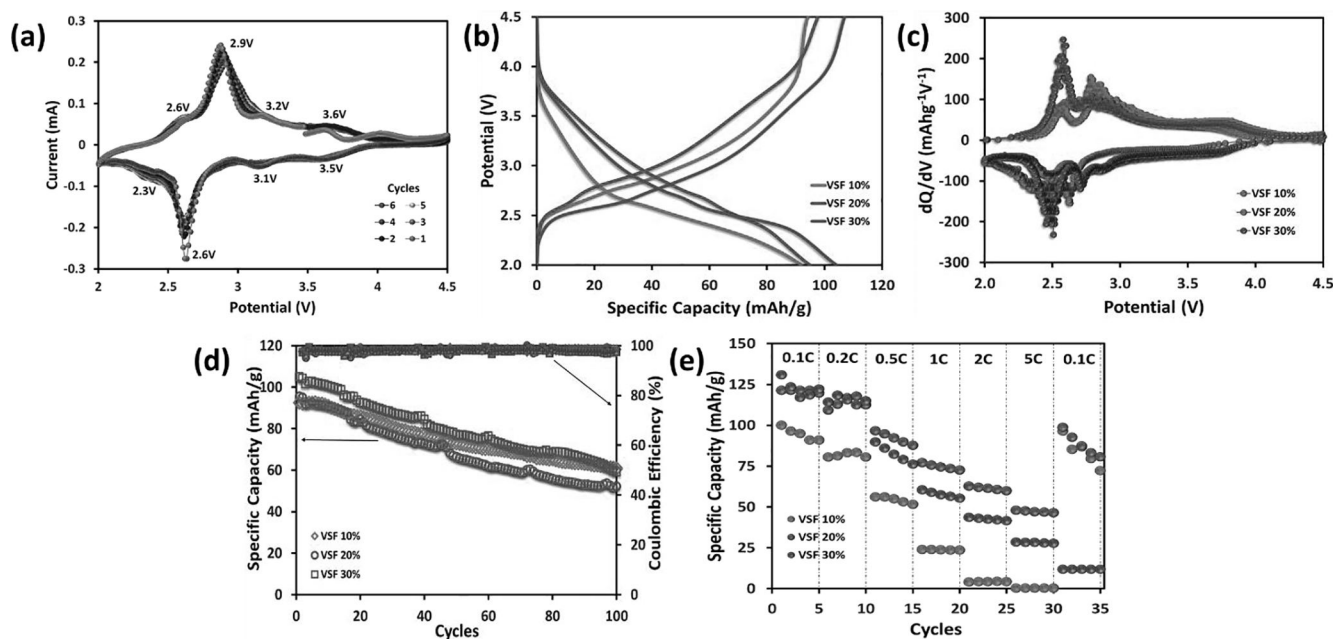 (a)
0.3
0.2
0.1
0
-0.1
-0.2
-0.3
Current (mA)
2.9V
2.6V
3.2V
3.6V
2.3V
3.1V
3.5V
2.6V
Cycles
6 5
4 3
2 1
2 2.5 3 3.5 4 4.5
Potential (V)
(b)
4.5
4.0
3.5
3.0
2.5
2.0
Potential (V)
VSF 10%
VSF 20%
VSF 30%
0 20 40 60 80 100 120
Specific Capacity (mAh/g)
(c)
300
200
100
0
-100
-200
-300
dQ/dV (mAhg⁻¹V⁻¹)
VSF 10%
VSF 20%
VSF 30%
2.0 2.5 3.0 3.5 4.0 4.5
Potential (V)
(d)
120
100
80
60
40
20
0
Specific Capacity (mAh/g)
VSF 10%
VSF 20%
VSF 30%
100
80
60
40
20
0
Coulombic Efficiency (%)
0 20 40 60 80 100
Cycles
(e)
150
125
100
75
50
25
0
Specific Capacity (mAh/g)
0.1C 0.2C 0.5C 1C 2C 5C 0.1C
VSF 10%
VSF 20%
VSF 30%
0 5 10 15 20 25 30 35
Cycles